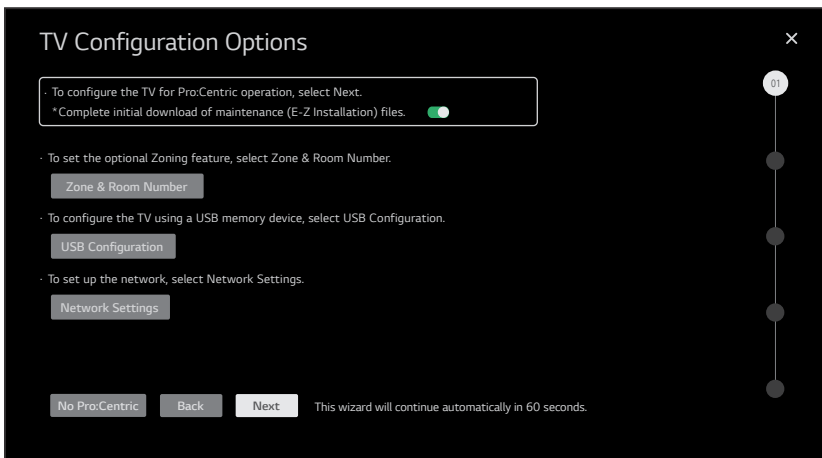 TV Configuration Options
×
01
· To configure the TV for Pro:Centric operation, select Next.
*Complete initial download of maintenance (E-Z Installation) files.
· To set the optional Zoning feature, select Zone & Room Number.
Zone & Room Number
· To configure the TV using a USB memory device, select USB Configuration.
USB Configuration
· To set up the network, select Network Settings.
Network Settings
No Pro:Centric Back Next This wizard will continue automatically in 60 seconds.